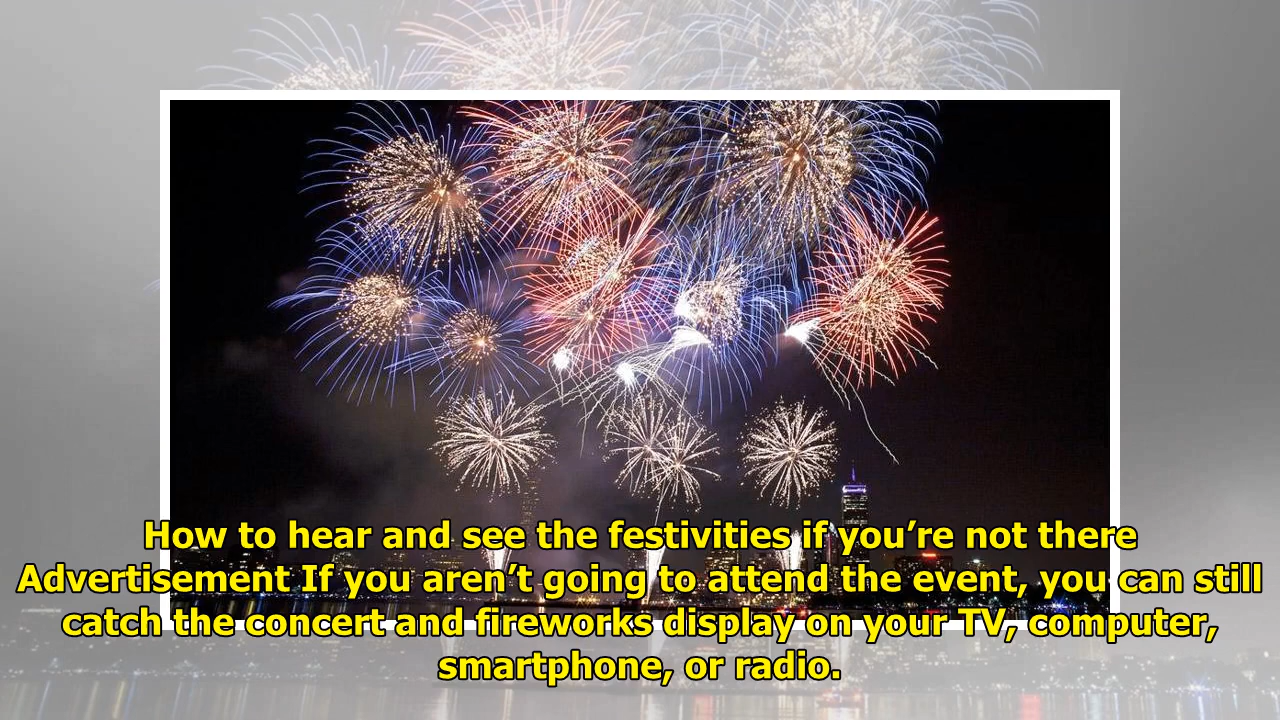 How to hear and see the festivities if you’re not there
Advertisement If you aren’t going to attend the event, you can still
catch the concert and fireworks display on your TV, computer,
smartphone, or radio.